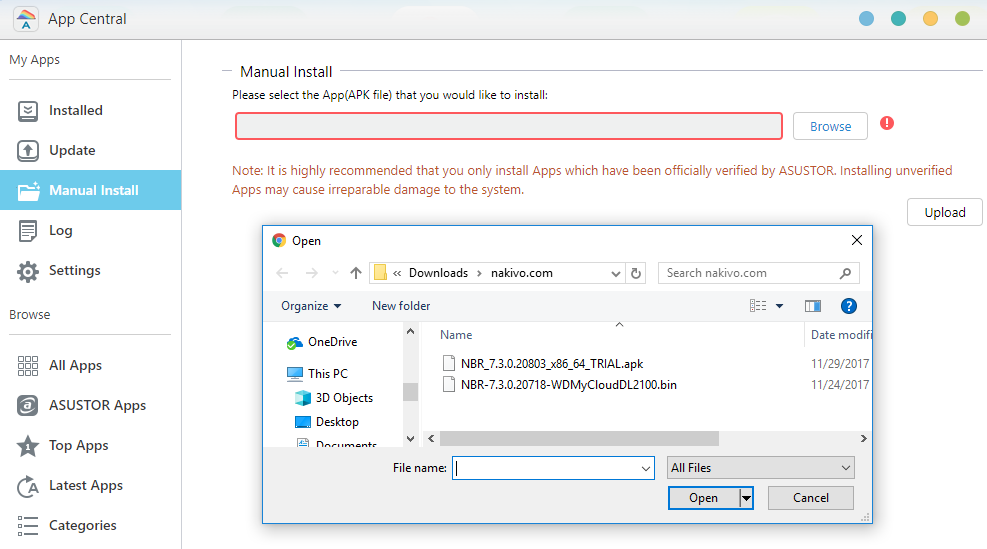 App Central
My Apps
Installed
Update
Manual Install
Log
Settings
Browse
All Apps
ASUSTOR Apps
Top Apps
Latest Apps
Categories
Manual Install
Please select the App(APK file) that you would like to install:
Browse
Note: It is highly recommended that you only install Apps which have been officially verified by ASUSTOR. Installing unverified
Apps may cause irreparable damage to the system.
Upload
Open
« Downloads › nakivo.com
Search nakivo.com
Organize
New folder
OneDrive
This PC
3D Objects
Desktop
Documents
Name
Date modifi
NBR_7.3.0.20803_x86_64_TRIAL.apk
11/29/2017
NBR-7.3.0.20718-WDMyCloudDL2100.bin
11/24/2017
File name:
All Files
Open
Cancel